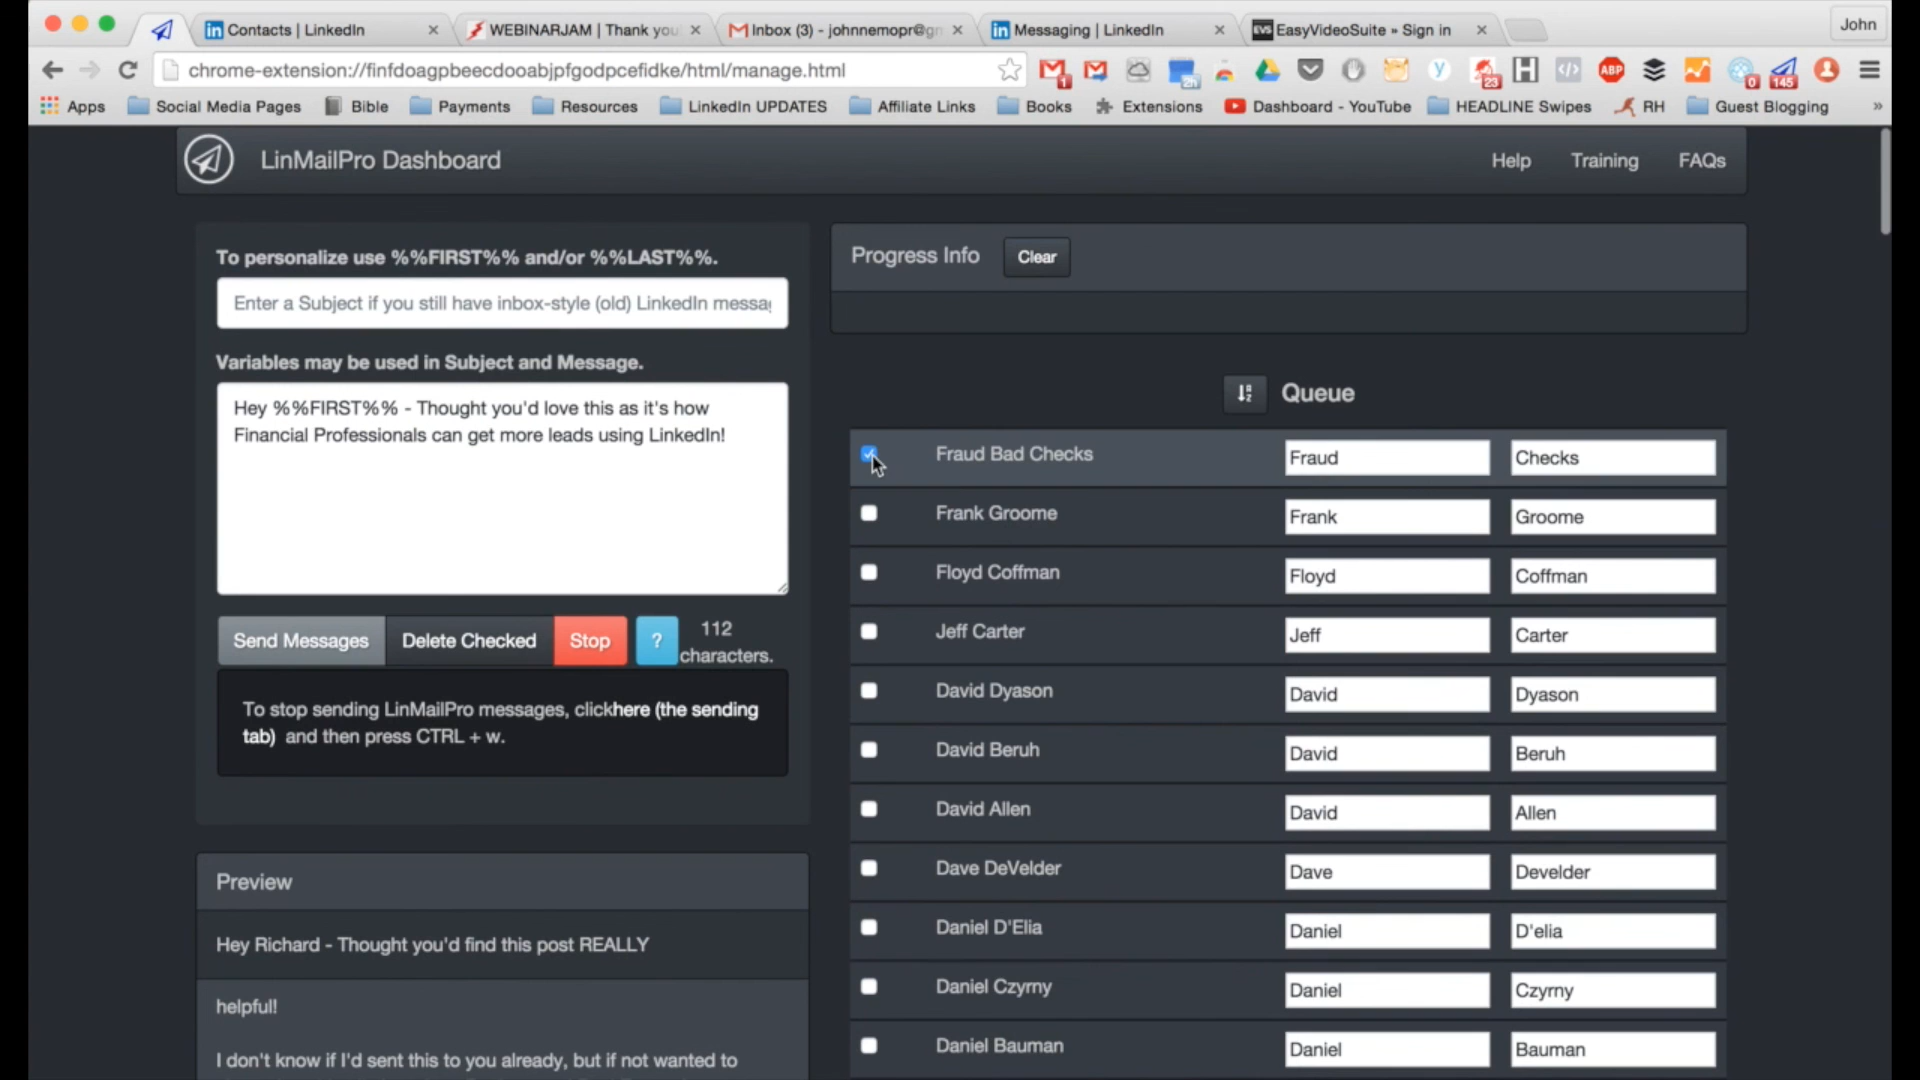 Contacts | LinkedIn
WEBINARJAM | Thank you
Inbox (3) - johnnemopr@gm
Messaging | LinkedIn
EVS EasyVideoSuite » Sign in
John
chrome-extension://finfdoagpbeecdooabjpfgodpcefidke/html/manage.html
1
23
ABP
0
145
Apps
Social Media Pages
Bible
Payments
Resources
LinkedIn UPDATES
Affiliate Links
Books
Extensions
Dashboard - YouTube
HEADLINE Swipes
RH
Guest Blogging
»
LinMailPro Dashboard
Help
Training
FAQs
To personalize use %%FIRST%% and/or %%LAST%%.
Enter a Subject if you still have inbox-style (old) LinkedIn messag
Variables may be used in Subject and Message.
Hey %%FIRST%% - Thought you'd love this as it's how
Financial Professionals can get more leads using LinkedIn!
Send Messages
Delete Checked
Stop
?
112
characters.
To stop sending LinMailPro messages, clickhere (the sending
tab) and then press CTRL + w.
Preview
Hey Richard - Thought you'd find this post REALLY
helpful!
I don't know if I'd sent this to you already, but if not wanted to
Progress Info
Clear
Queue
Fraud Bad Checks Fraud Checks
Frank Groome Frank Groome
Floyd Coffman Floyd Coffman
Jeff Carter Jeff Carter
David Dyason David Dyason
David Beruh David Beruh
David Allen David Allen
Dave DeVelder Dave Develder
Daniel D'Elia Daniel D'elia
Daniel Czyrny Daniel Czyrny
Daniel Bauman Daniel Bauman